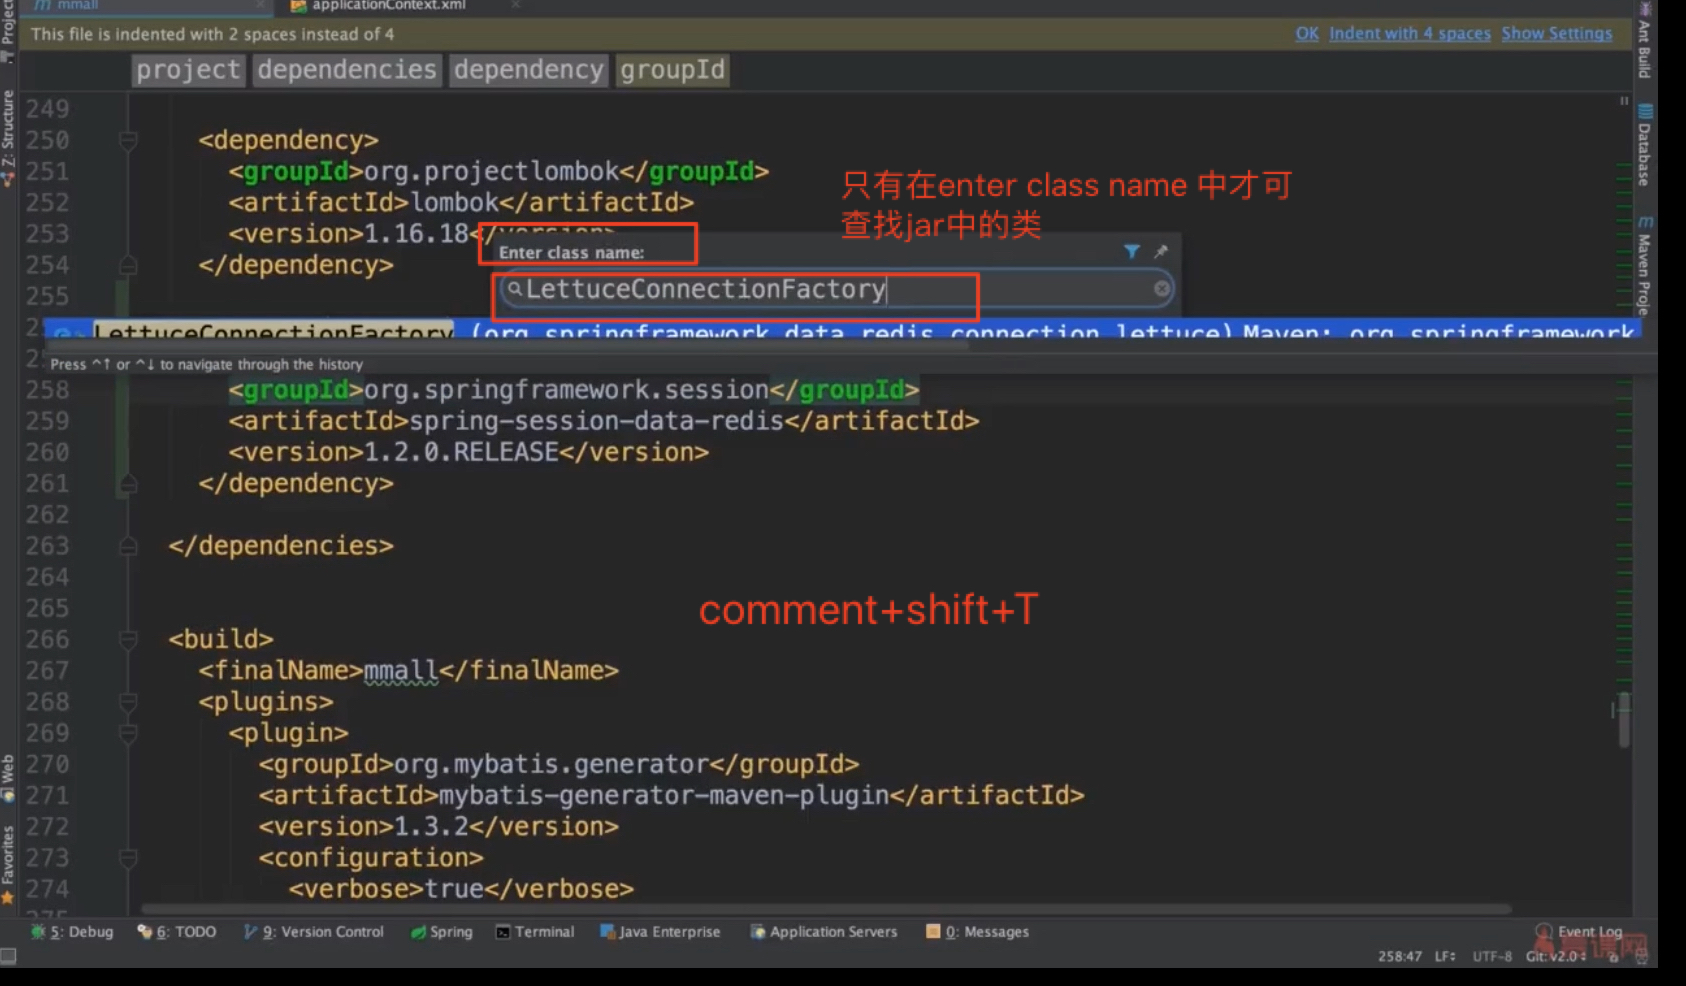 Project
mmall
applicationContext.xml
This file is indented with 2 spaces instead of 4
OK Indent with 4 spaces Show Settings
project dependencies dependency groupId
249
250 <dependency>
251 <groupId>org.projectlombok</groupId>
252 <artifactId>lombok</artifactId>
253 <version>1.16.18</version>
254 </dependency>
255
只有在enter class name 中才可
查找jar中的类
Enter class name:
LettuceConnectionFactory
LettuceConnectionFactory (org.springframework.data.redis.connection.lettuce) Maven: org.springframework
Press ^↑ or ^↓ to navigate through the history
258 <groupId>org.springframework.session</groupId>
259 <artifactId>spring-session-data-redis</artifactId>
260 <version>1.2.0.RELEASE</version>
261 </dependency>
262
263 </dependencies>
264
265
comment+shift+T
266 <build>
267 <finalName>mmall</finalName>
268 <plugins>
269 <plugin>
270 <groupId>org.mybatis.generator</groupId>
271 <artifactId>mybatis-generator-maven-plugin</artifactId>
272 <version>1.3.2</version>
273 <configuration>
274 <verbose>true</verbose>
Z: Structure
Web
Favorites
Ant Build
Database
Maven Proje
5: Debug 6: TODO 9: Version Control Spring Terminal Java Enterprise Application Servers 0: Messages Event Log
258:47 LF UTF-8 Git: v2.0
慕课网